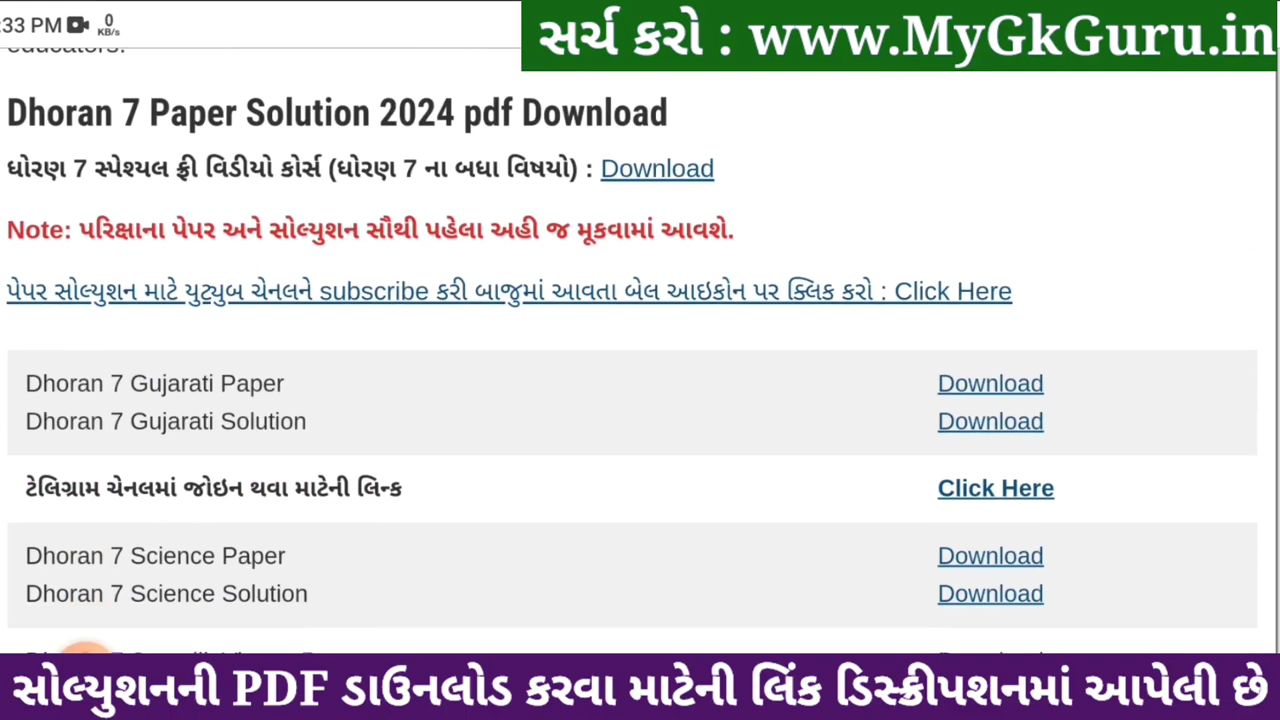 :33 PM 0 KB/s
સર્ચ કરો : www.MyGkGuru.in
educators.
Dhoran 7 Paper Solution 2024 pdf Download
ધોરણ 7 સ્પેશ્યલ ફ્રી વિડીયો કોર્સ (ધોરણ 7 ના બધા વિષયો) : Download
Note: પરિક્ષાના પેપર અને સોલ્યુશન સૌથી પહેલા અહી જ મૂકવામાં આવશે.
પેપર સોલ્યુશન માટે યુટ્યુબ ચેનલને subscribe કરી બાજુમાં આવતા બેલ આઇકોન પર ક્લિક કરો : Click Here
Dhoran 7 Gujarati Paper Download
Dhoran 7 Gujarati Solution Download
ટેલિગ્રામ ચેનલમાં જોઇન થવા માટેની લિન્ક Click Here
Dhoran 7 Science Paper Download
Dhoran 7 Science Solution Download
સોલ્યુશનની PDF ડાઉનલોડ કરવા માટેની લિંક ડિસ્ક્રીપશનમાં આપેલી છે